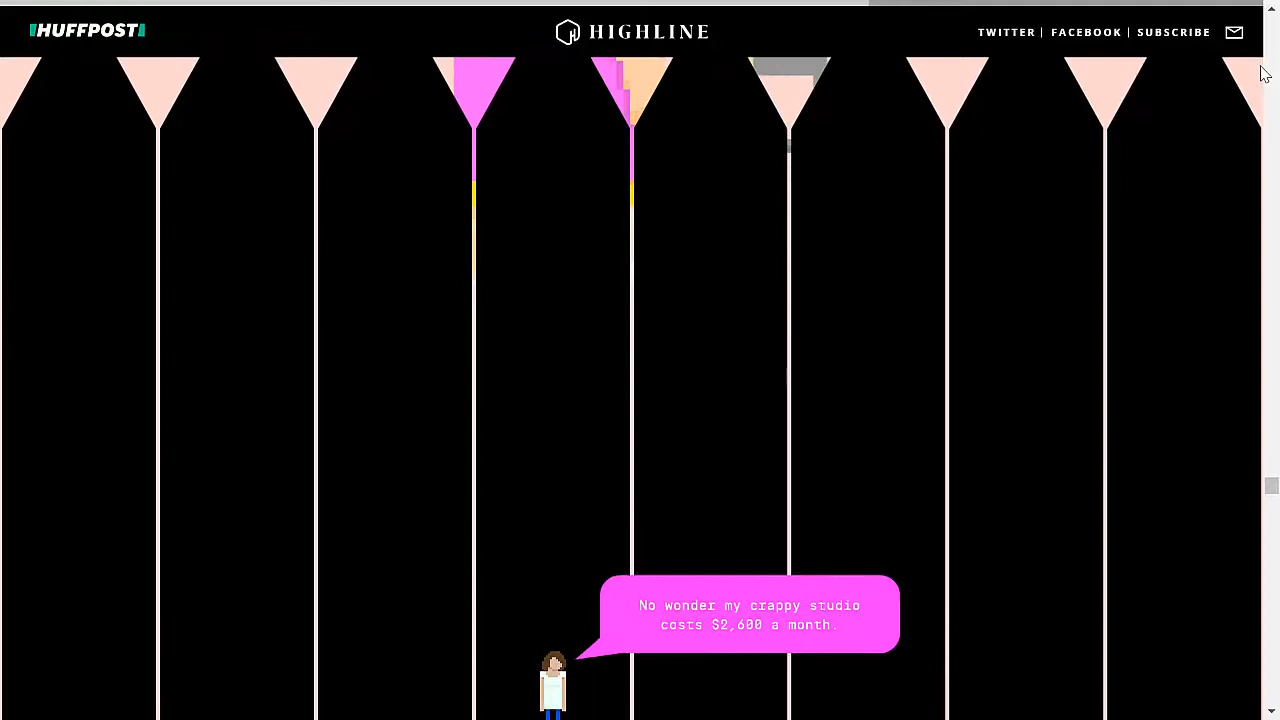 HUFFPOST
HIGHLINE
TWITTER | FACEBOOK | SUBSCRIBE
No wonder my crappy studio
costs $2,600 a month.